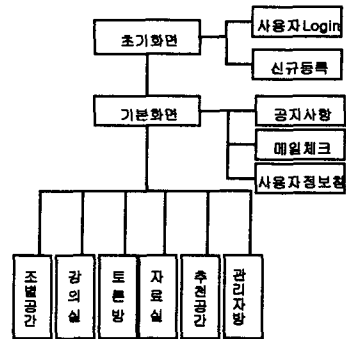 초기화면
사용자Login
신규등록
기본화면
공지사항
메일체크
사용자정보창
조별공간
강의실
토론방
자료실
추천공간
관리자방